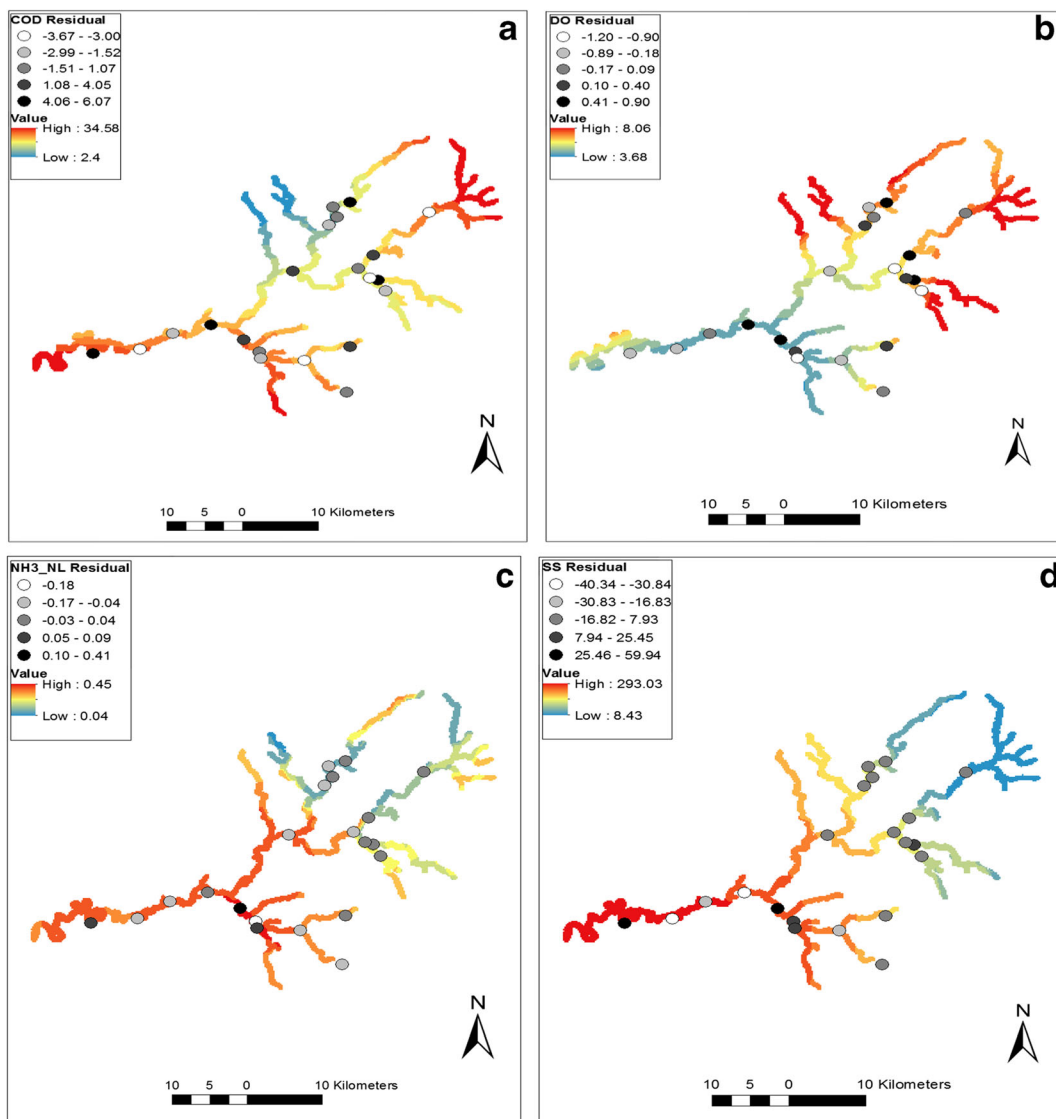 COD Residual
a
-3.67 - -3.00
-2.99 - -1.52
-1.51 - 1.07
1.08 - 4.05
4.06 - 6.07
Value
High : 34.58
Low : 2.4
N
10 5 0 10 Kilometers
DO Residual
b
-1.20 - -0.90
-0.89 - -0.18
-0.17 - 0.09
0.10 - 0.40
0.41 - 0.90
Value
High : 8.06
Low : 3.68
N
10 5 0 10 Kilometers
NH3_NL Residual
c
-0.18
-0.17 - -0.04
-0.03 - 0.04
0.05 - 0.09
0.10 - 0.41
Value
High : 0.45
Low : 0.04
N
10 5 0 10 Kilometers
SS Residual
d
-40.34 - -30.84
-30.83 - -16.83
-16.82 - 7.93
7.94 - 25.45
25.46 - 59.94
Value
High : 293.03
Low : 8.43
N
10 5 0 10 Kilometers